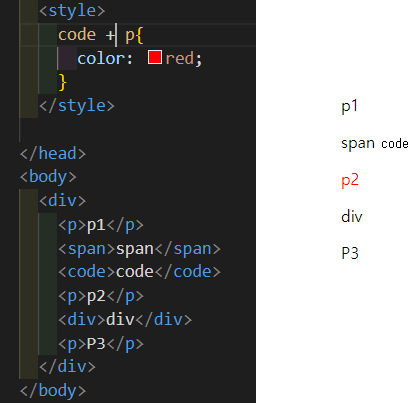 <style>
code + p{
color: red;
}
</style>
</head>
<body>
<div>
<p>p1</p>
<span>span</span>
<code>code</code>
<p>p2</p>
<div>div</div>
<p>P3</p>
</div>
</body>
p1
span code
p2
div
P3